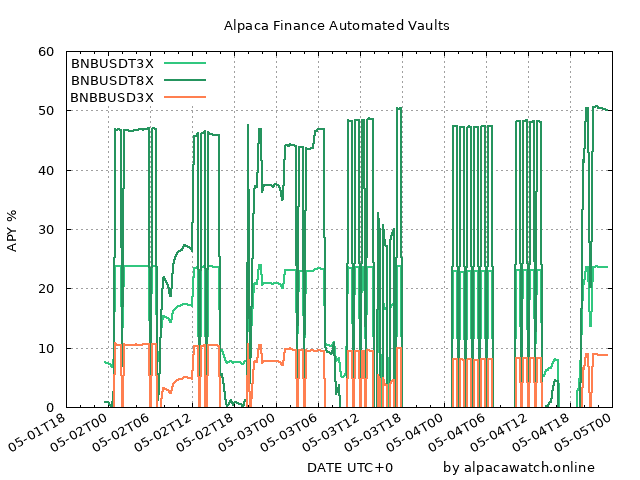 Alpaca Finance Automated Vaults
60
50
40
30
20
10
0
APY %
BNBUSDT3X
BNBUSDT8X
BNBBUSD3X
05-01T18
05-02T00
05-02T06
05-02T12
05-02T18
05-03T00
05-03T06
05-03T12
05-03T18
05-04T00
05-04T06
05-04T12
05-04T18
05-05T00
DATE UTC+0
by alpacawatch.online